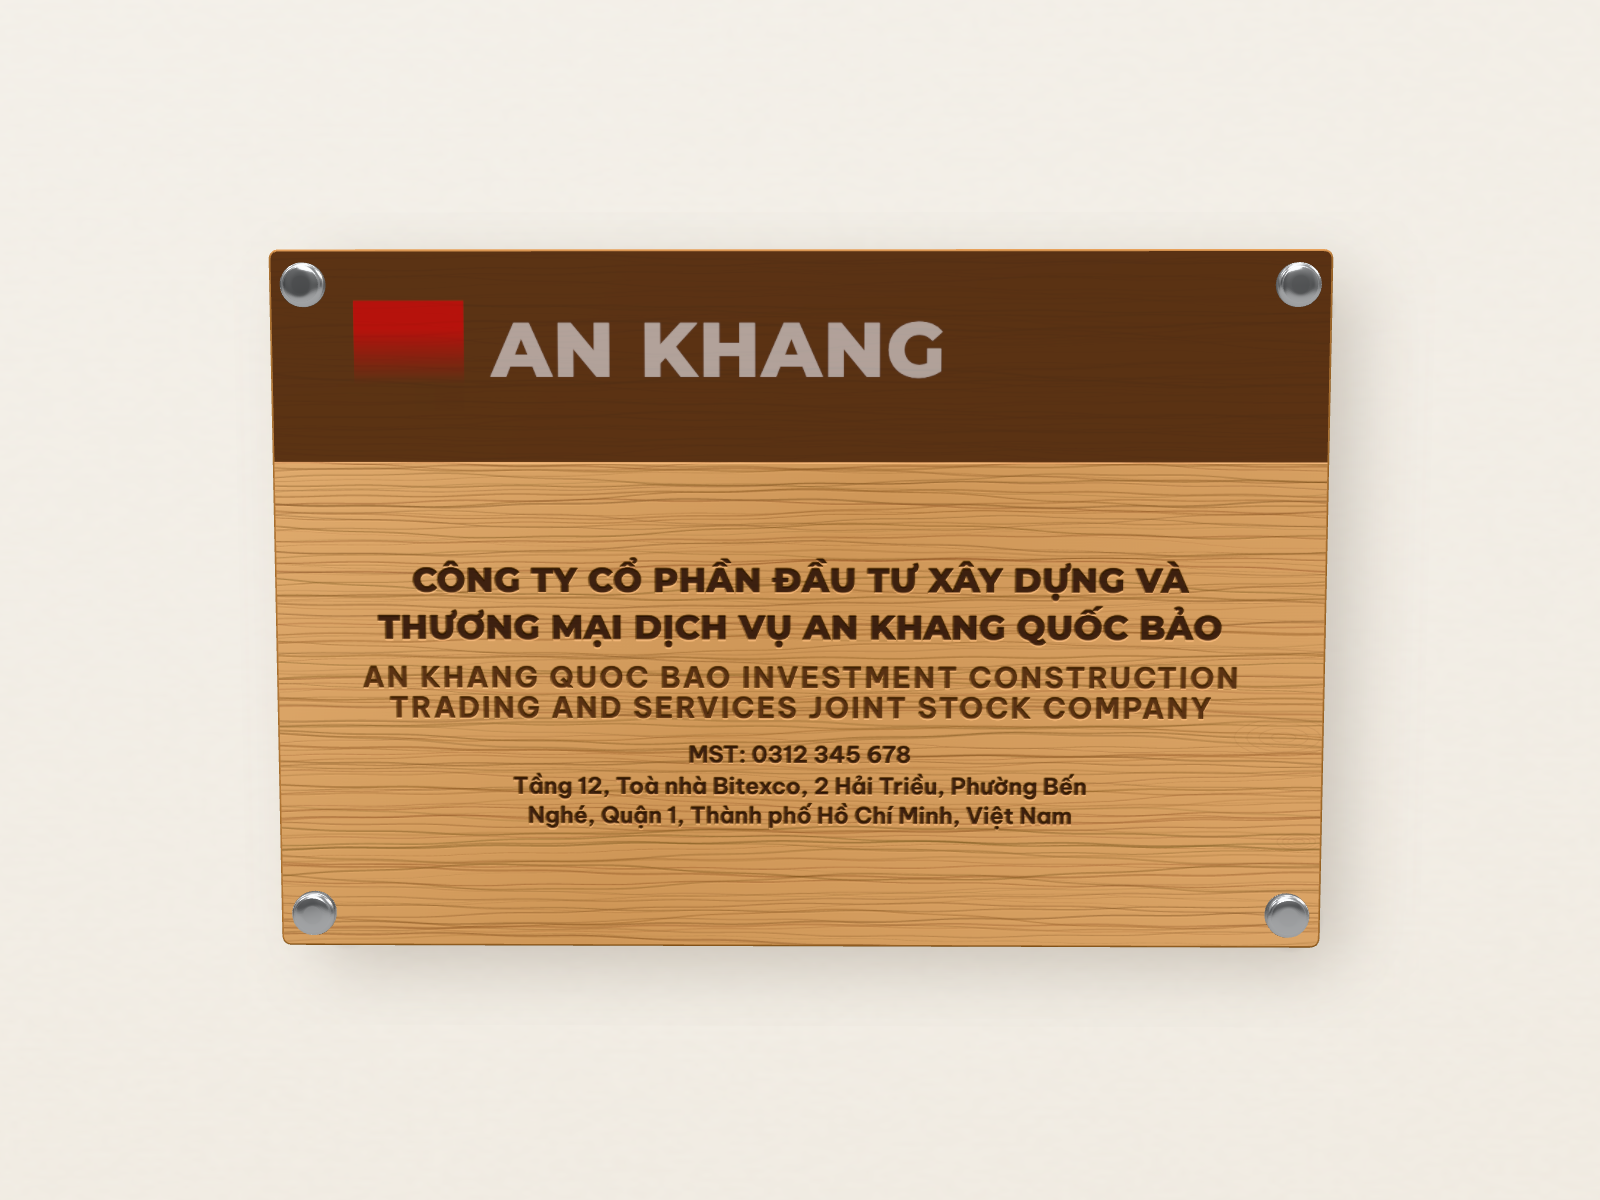 AN KHANG
CÔNG TY CỔ PHẦN ĐẦU TƯ XÂY DỰNG VÀ
THƯƠNG MẠI DỊCH VỤ AN KHANG QUỐC BẢO
AN KHANG QUOC BAO INVESTMENT CONSTRUCTION
TRADING AND SERVICES JOINT STOCK COMPANY
MST: 0312 345 678
Tầng 12, Toà nhà Bitexco, 2 Hải Triều, Phường Bến
Nghé, Quận 1, Thành phố Hồ Chí Minh, Việt Nam